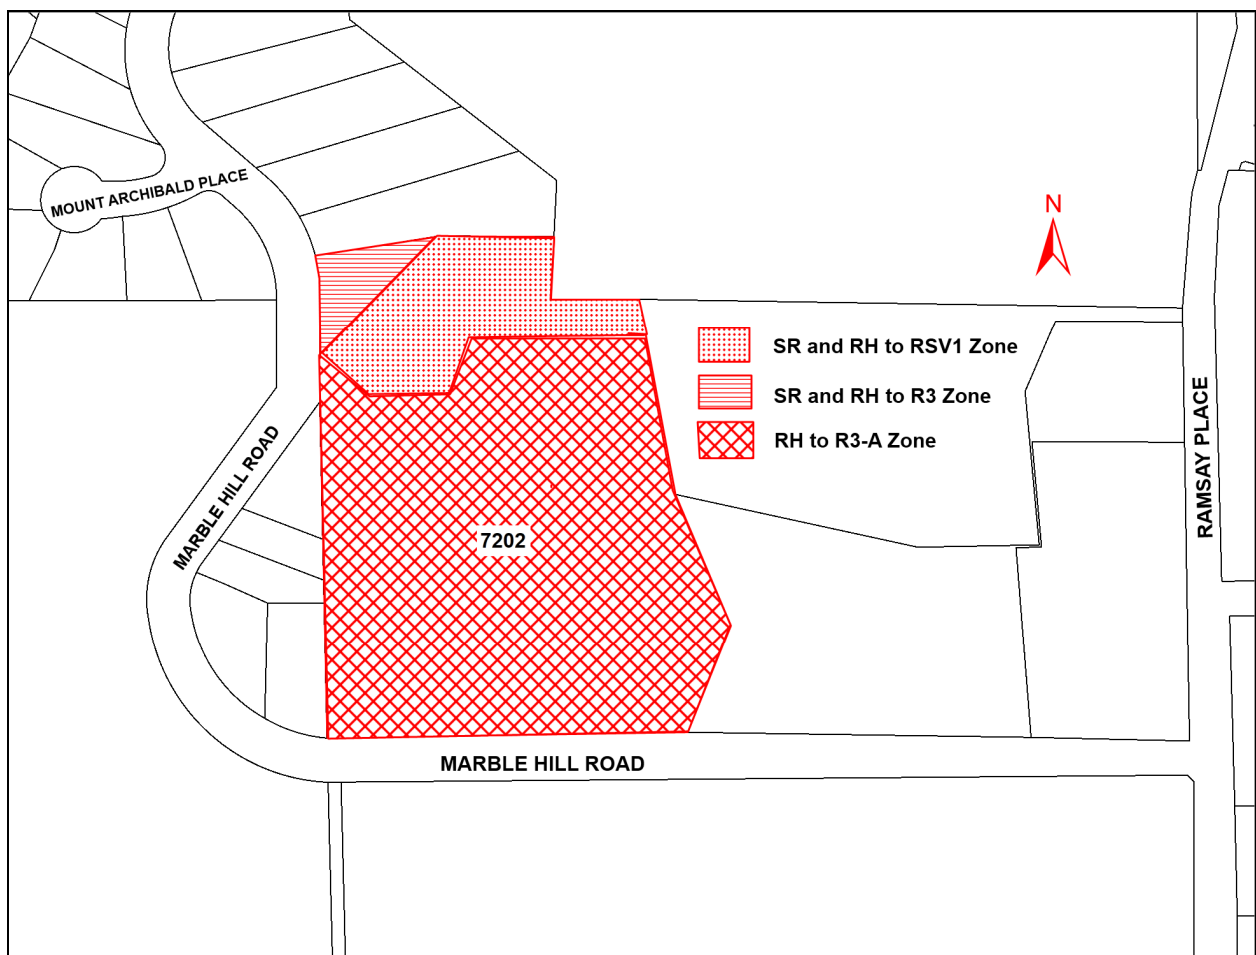 MOUNT ARCHIBALD PLACE
N
SR and RH to RSV1 Zone
SR and RH to R3 Zone
RH to R3-A Zone
RAMSAY PLACE
MARBLE HILL ROAD
7202
MARBLE HILL ROAD